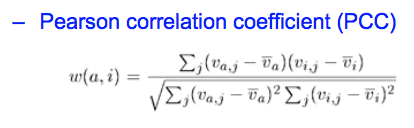 – Pearson correlation coefficient (PCC)
w(a, i) = Σⱼ(vₐ,ⱼ − v̅ₐ)(vᵢ,ⱼ − v̅ᵢ) / √(Σⱼ(vₐ,ⱼ − v̅ₐ)² Σⱼ(vᵢ,ⱼ − v̅ᵢ)²)